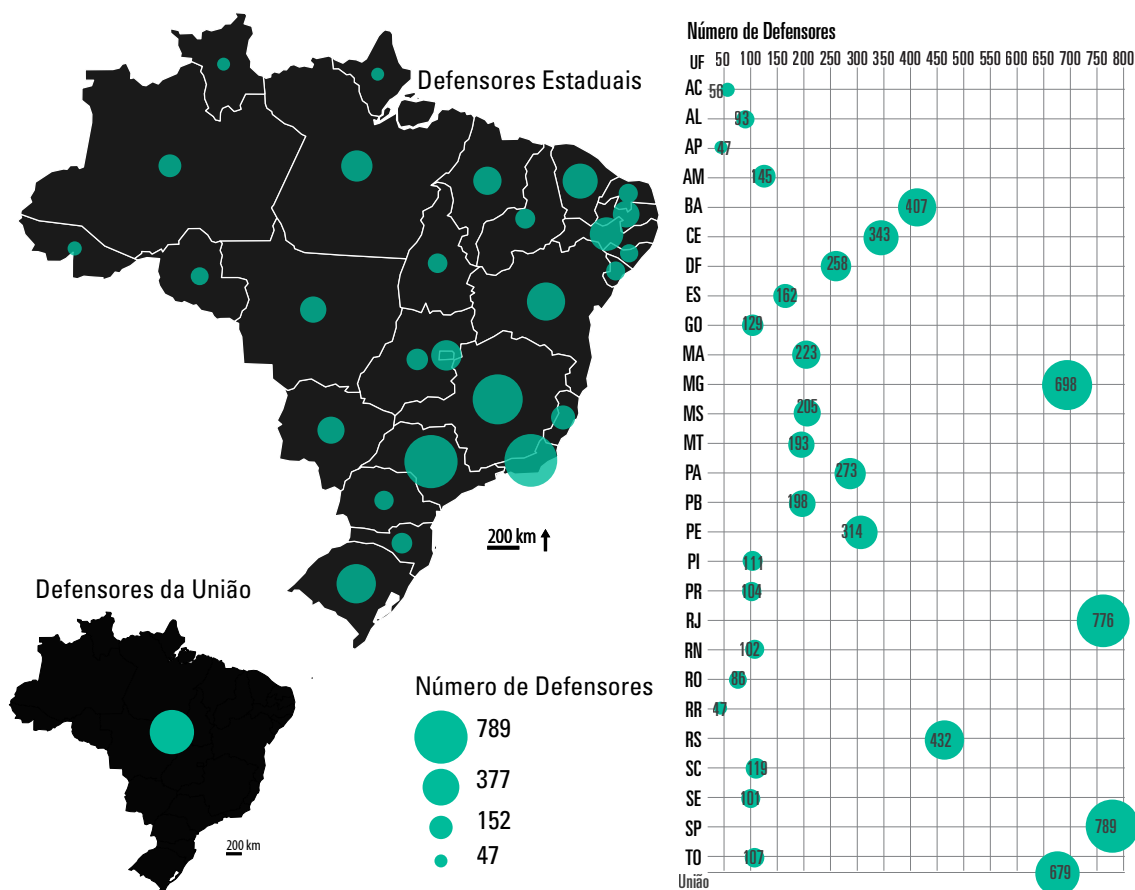 Número de Defensores
UF 50 100 150 200 250 300 350 400 450 500 550 600 650 700 750 800
Defensores Estaduais
AC 56
AL 93
AP 47
AM 145
BA 407
CE 343
DF 258
ES 162
GO 129
MA 223
MG 698
MS 205
MT 193
PA 273
PB 198
PE 314
PI 111
PR 104
RJ 776
RN 102
RO 86
RR 47
RS 432
SC 119
SE 101
SP 789
TO 107
União 679
200 km
Defensores da União
200 km
Número de Defensores
789
377
152
47